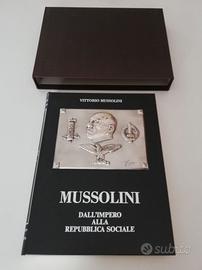 VITTORIO MUSSOLINI
MUSSOLINI
DALL'IMPERO
ALLA
REPUBBLICA SOCIALE
subito